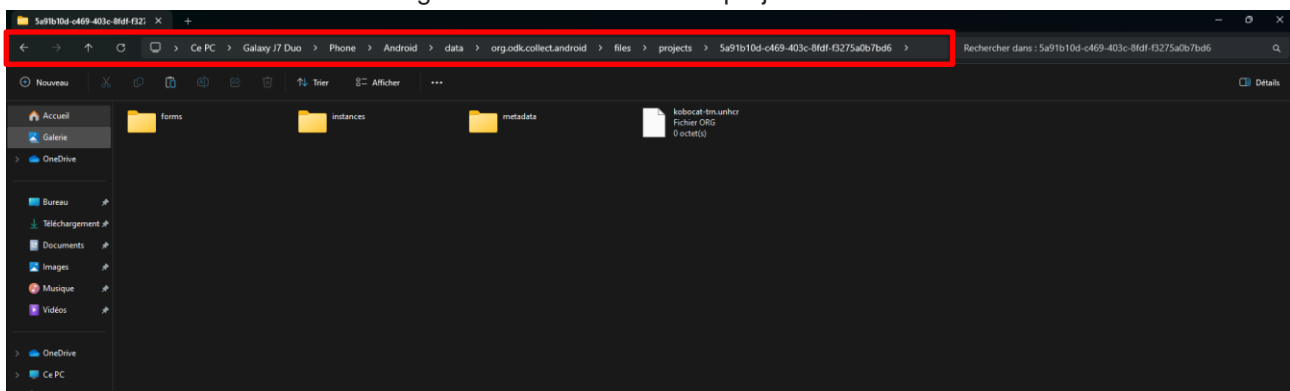 5a91b10d-c469-403c-8fdf-f327
Ce PC > Galaxy J7 Duo > Phone > Android > data > org.odk.collect.android > files > projects > 5a91b10d-c469-403c-8fdf-f3275a0b7bd6 >
Rechercher dans : 5a91b10d-c469-403c-8fdf-f3275a0b7bd6
Nouveau
Trier
Afficher
Détails
Accueil
Galerie
OneDrive
Bureau
Téléchargement
Documents
Images
Musique
Vidéos
OneDrive
Ce PC
forms
instances
metadata
kobocat-tm.unhcr
Fichier ORG
0 octet(s)